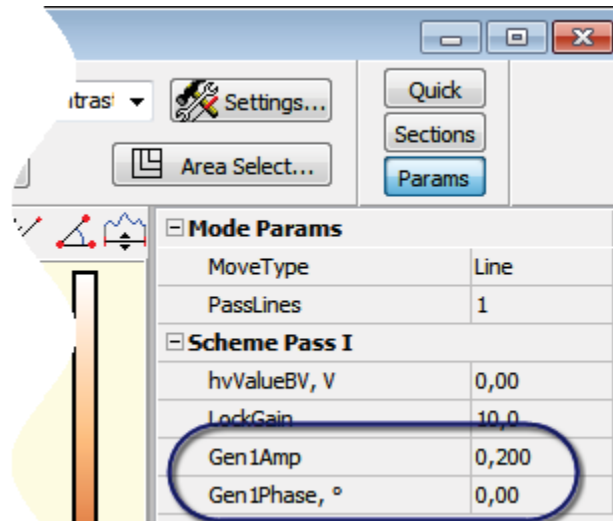 Quick
Settings...
Sections
Area Select...
Params
Mode Params
MoveType Line
PassLines 1
Scheme Pass I
hvValueBV, V 0,00
LockGain 10,0
Gen1Amp 0,200
Gen1Phase, ° 0,00